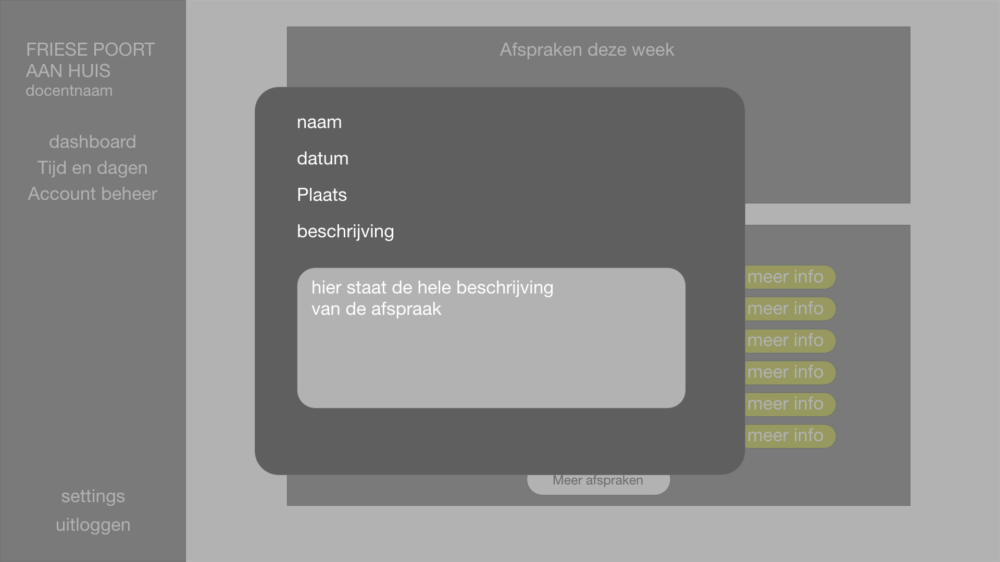 FRIESE POORT
AAN HUIS
docentnaam
dashboard
Tijd en dagen
Account beheer
settings
uitloggen
Afspraken deze week
naam
datum
Plaats
beschrijving
hier staat de hele beschrijving
van de afspraak
meer info
meer info
meer info
meer info
meer info
meer info
Meer afspraken